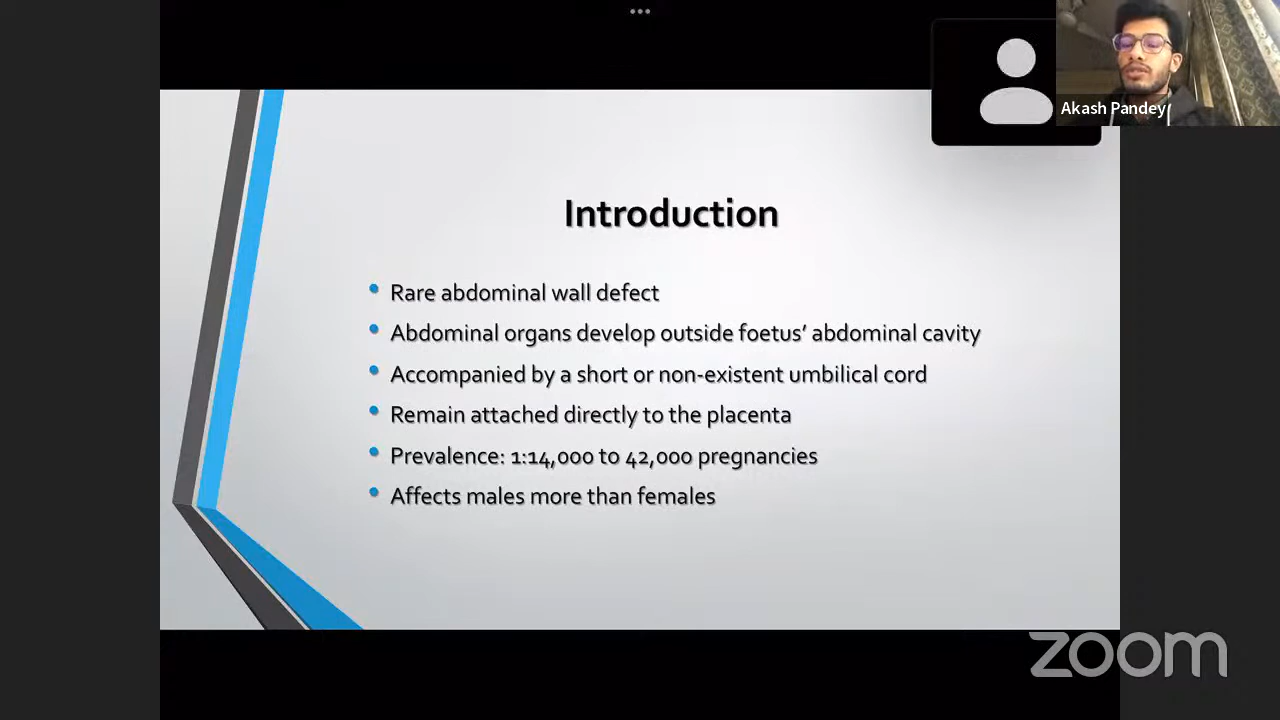 Akash Pandey
Introduction
• Rare abdominal wall defect
• Abdominal organs develop outside foetus’ abdominal cavity
• Accompanied by a short or non-existent umbilical cord
• Remain attached directly to the placenta
• Prevalence: 1:14,000 to 42,000 pregnancies
• Affects males more than females
zoom